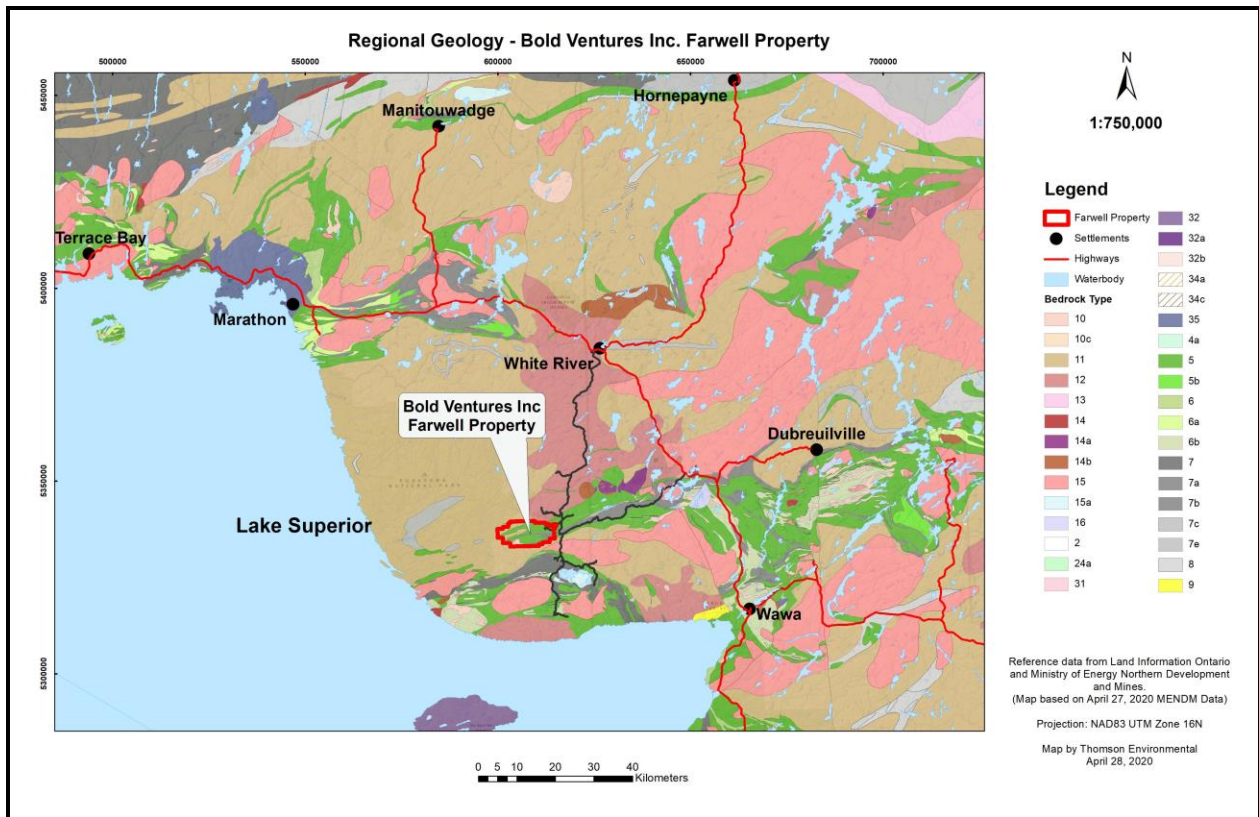 Regional Geology - Bold Ventures Inc. Farwell Property
500000
550000
600000
650000
700000
5450000
5400000
5350000
5300000
Manitouwadge
Hornepayne
Terrace Bay
Marathon
White River
Bold Ventures Inc
Farwell Property
Dubreuilville
Lake Superior
Wawa
N
1:750,000
Legend
Farwell Property
Settlements
Highways
Waterbody
Bedrock Type
10
10c
11
12
13
14
14a
14b
15
15a
16
2
24a
31
32
32a
32b
34a
34c
35
4a
5
5b
6
6a
6b
7
7a
7b
7c
7e
8
9
Reference data from Land Information Ontario
and Ministry of Energy Northern Development
and Mines.
(Map based on April 27, 2020 MENDM Data)
Projection: NAD83 UTM Zone 16N
Map by Thomson Environmental
April 28, 2020
0 5 10 20 30 40
Kilometers